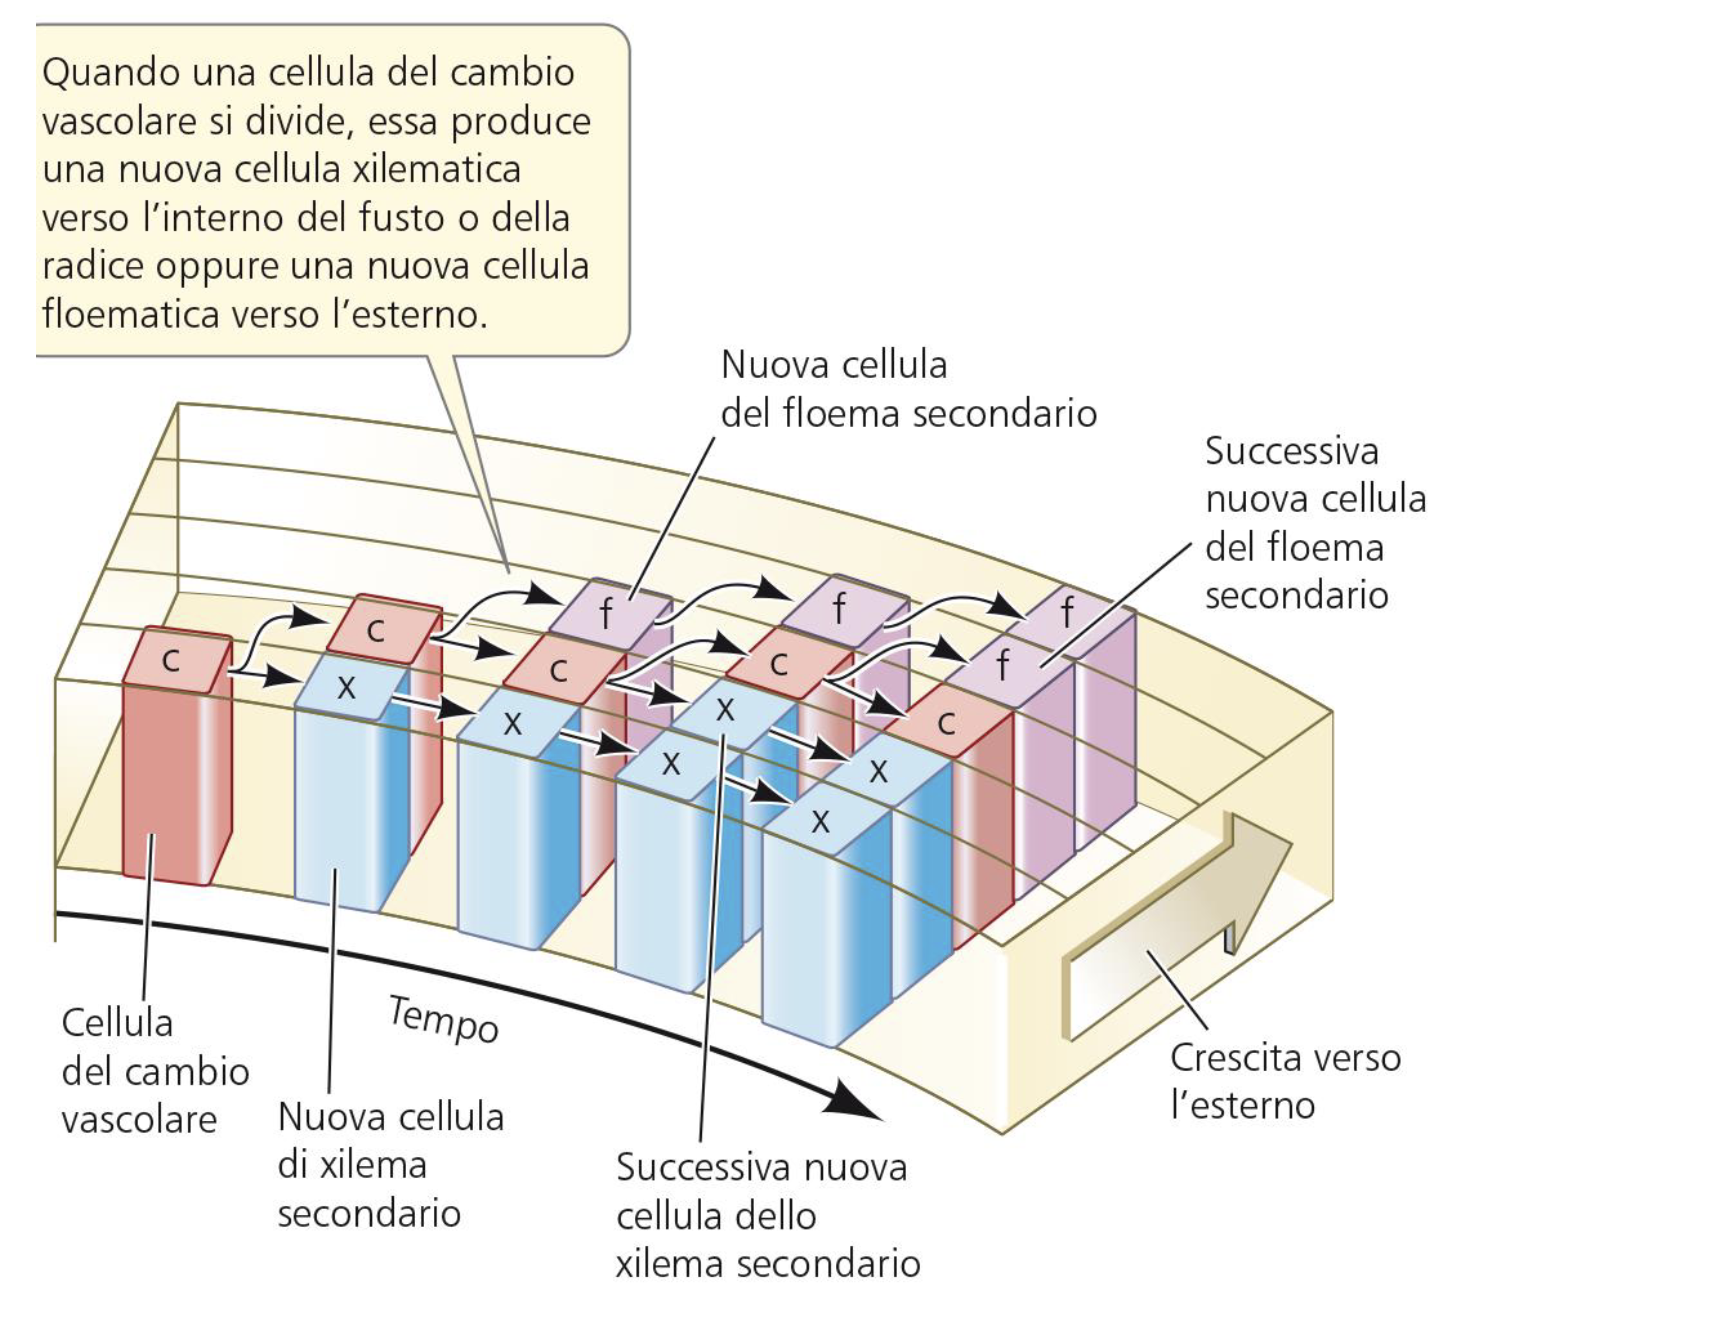 Quando una cellula del cambio
vascolare si divide, essa produce
una nuova cellula xilematica
verso l'interno del fusto o della
radice oppure una nuova cellula
floematica verso l'esterno.
Nuova cellula
del floema secondario
Successiva
nuova cellula
del floema
secondario
c
c
x
f
c
x
f
c
x
x
f
f
c
x
x
Tempo
Cellula
del cambio
vascolare
Nuova cellula
di xilema
secondario
Successiva nuova
cellula dello
xilema secondario
Crescita verso
l'esterno